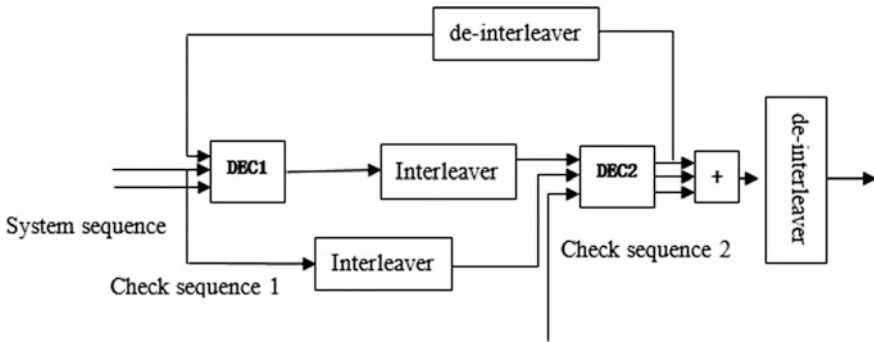 de-interleaver
DEC1
Interleaver
DEC2
+
de-interleaver
System sequence
Interleaver
Check sequence 2
Check sequence 1